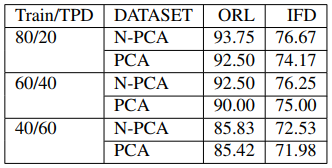 Train/TPD DATASET ORL IFD
80/20 N-PCA 93.75 76.67
PCA 92.50 74.17
60/40 N-PCA 92.50 76.25
PCA 90.00 75.00
40/60 N-PCA 85.83 72.53
PCA 85.42 71.98